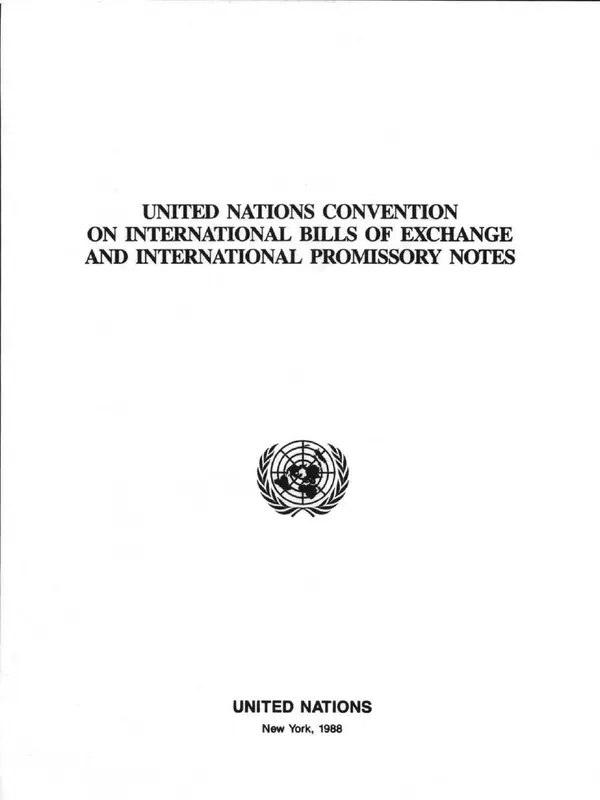 UNITED NATIONS CONVENTION
ON INTERNATIONAL BILLS OF EXCHANGE
AND INTERNATIONAL PROMISSORY NOTES
UNITED NATIONS
New York, 1988